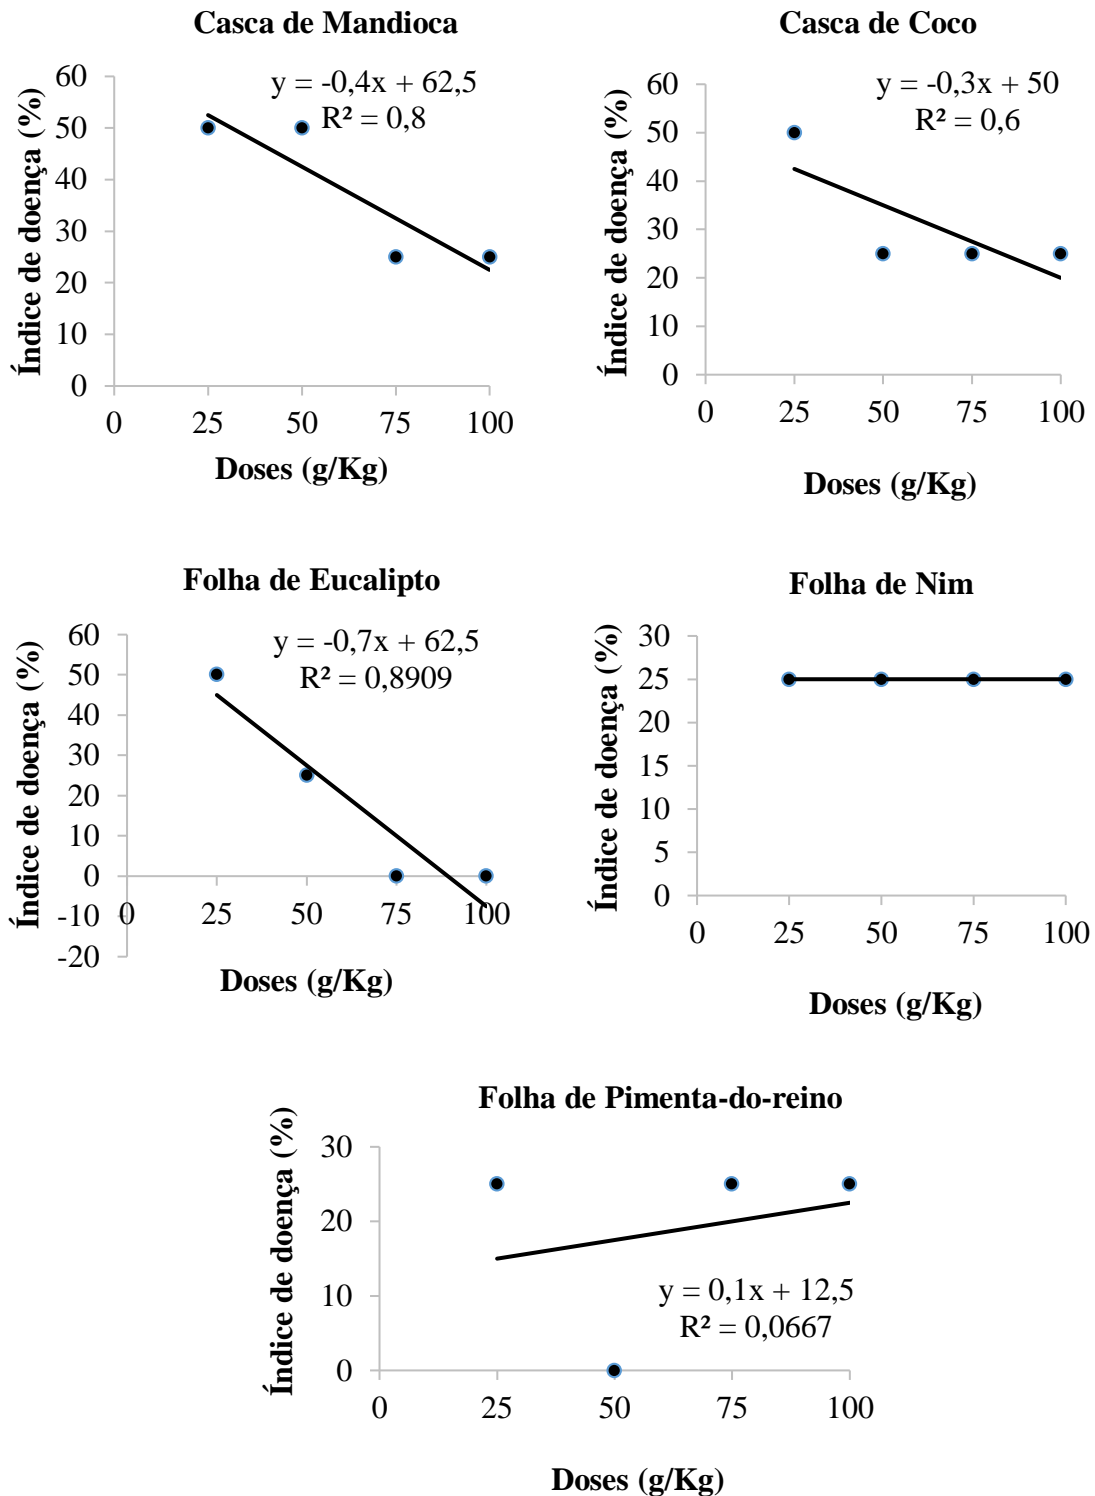 Casca de Mandioca
y = -0,4x + 62,5
R² = 0,8
Índice de doença (%)
60
50
40
30
20
10
0
0 25 50 75 100
Doses (g/Kg)
Casca de Coco
y = -0,3x + 50
R² = 0,6
Índice de doença (%)
60
50
40
30
20
10
0
0 25 50 75 100
Doses (g/Kg)
Folha de Eucalipto
y = -0,7x + 62,5
R² = 0,8909
Índice de doença (%)
60
50
40
30
20
10
0
-10
-20
0 25 50 75 100
Doses (g/Kg)
Folha de Nim
Índice de doença (%)
30
25
20
15
10
5
0
0 25 50 75 100
Doses (g/Kg)
Folha de Pimenta-do-reino
Índice de doença (%)
30
20
10
0
y = 0,1x + 12,5
R² = 0,0667
0 25 50 75 100
Doses (g/Kg)